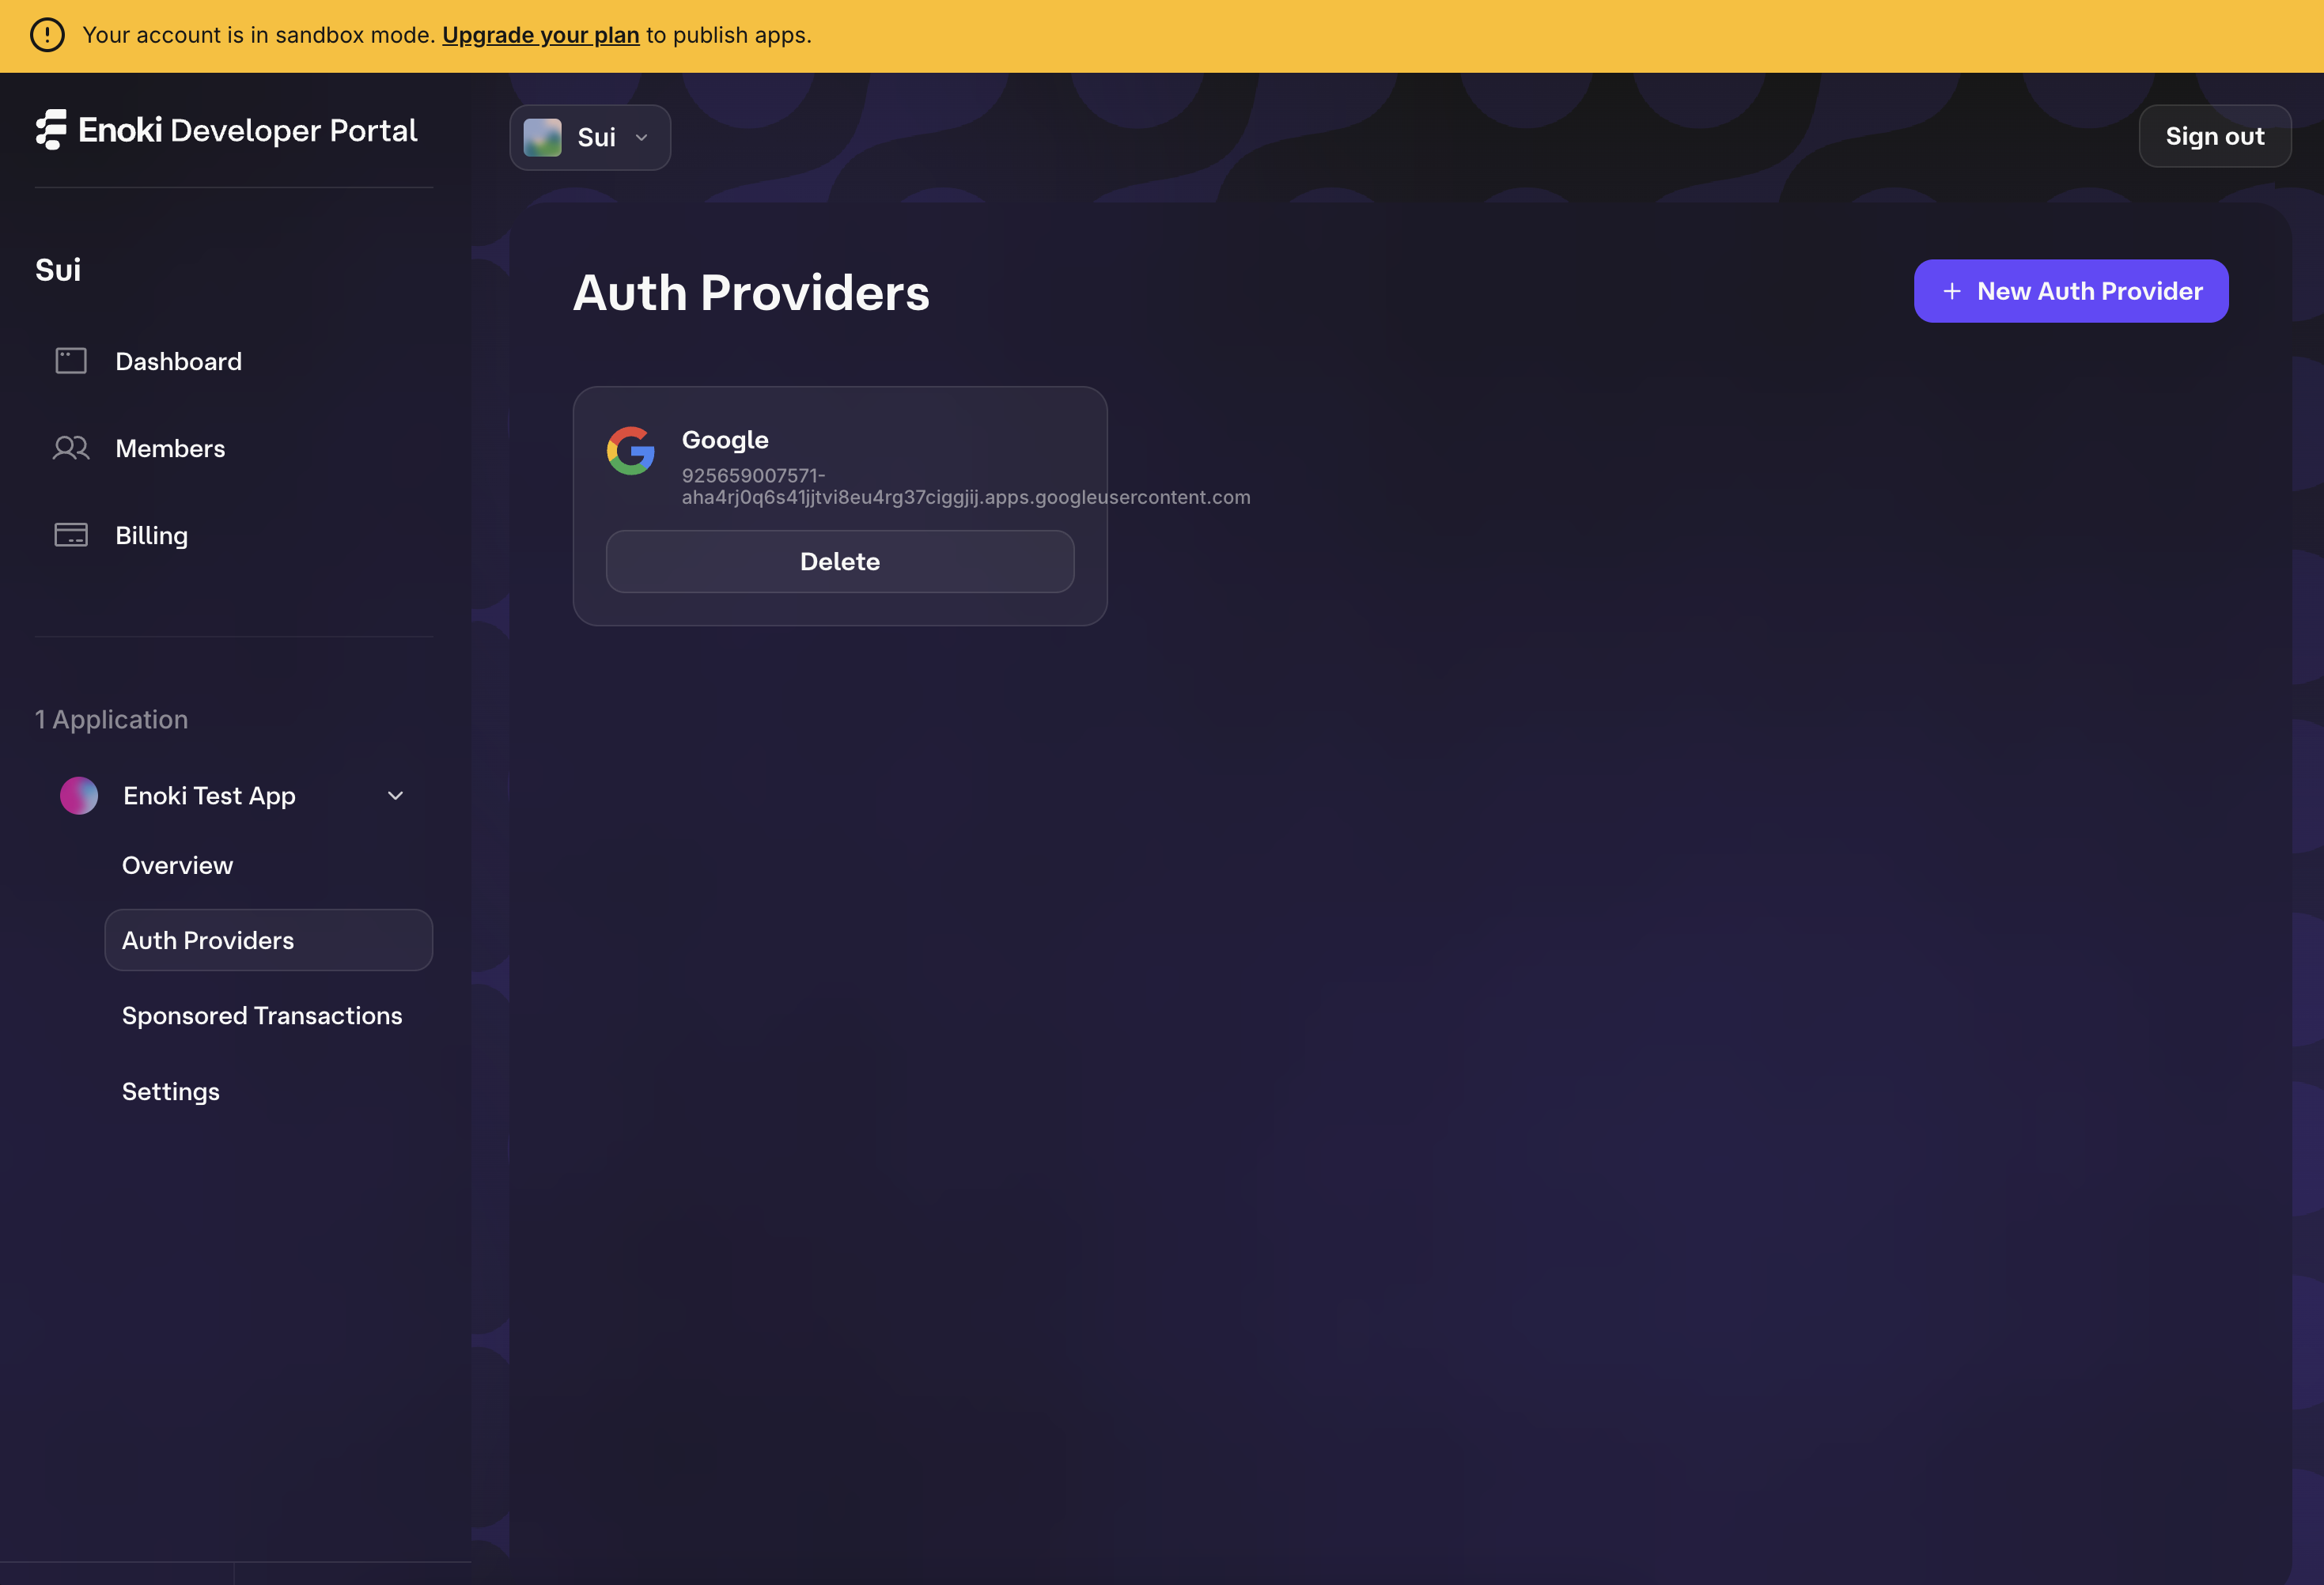 Your account is in sandbox mode. Upgrade your plan to publish apps.
Enoki Developer Portal
Sui
Sign out
Sui
Dashboard
Members
Billing
1 Application
Enoki Test App
Overview
Auth Providers
Sponsored Transactions
Settings
Auth Providers
+ New Auth Provider
Google
925659007571-
aha4rj0q6s41jjtvi8eu4rg37ciggjij.apps.googleusercontent.com
Delete